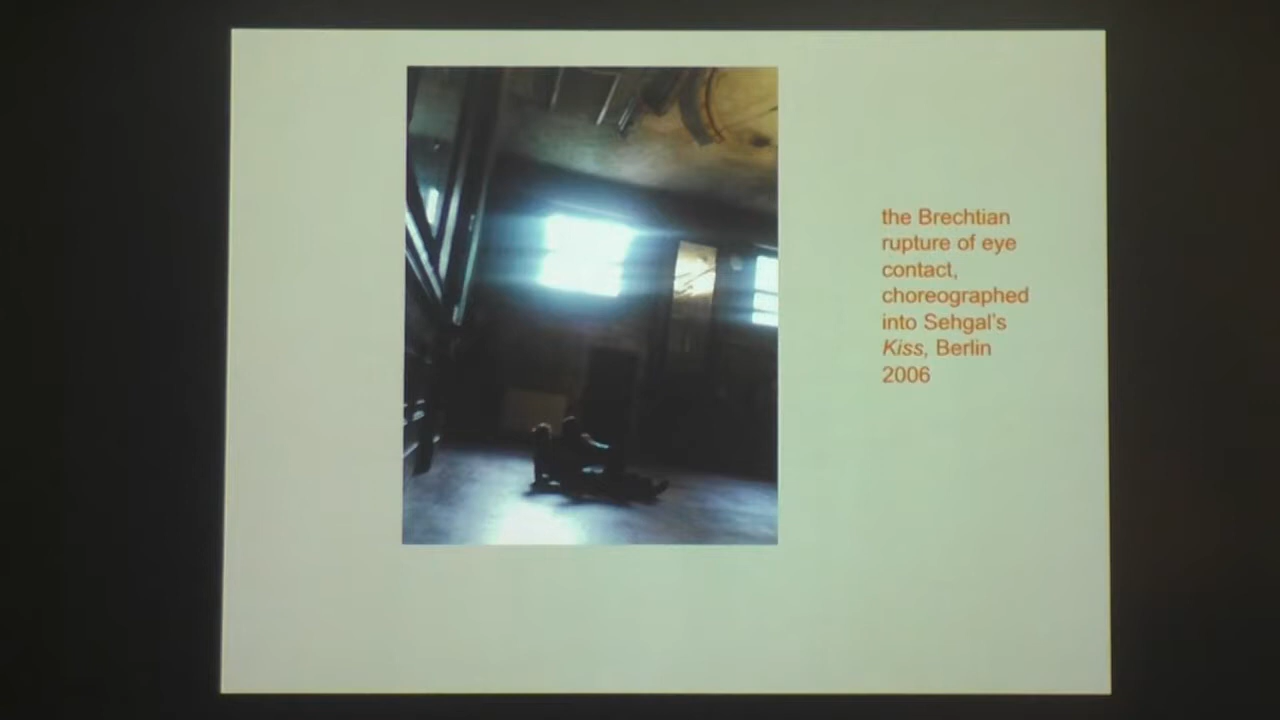 the Brechtian
rupture of eye
contact,
choreographed
into Sehgal's
Kiss, Berlin
2006